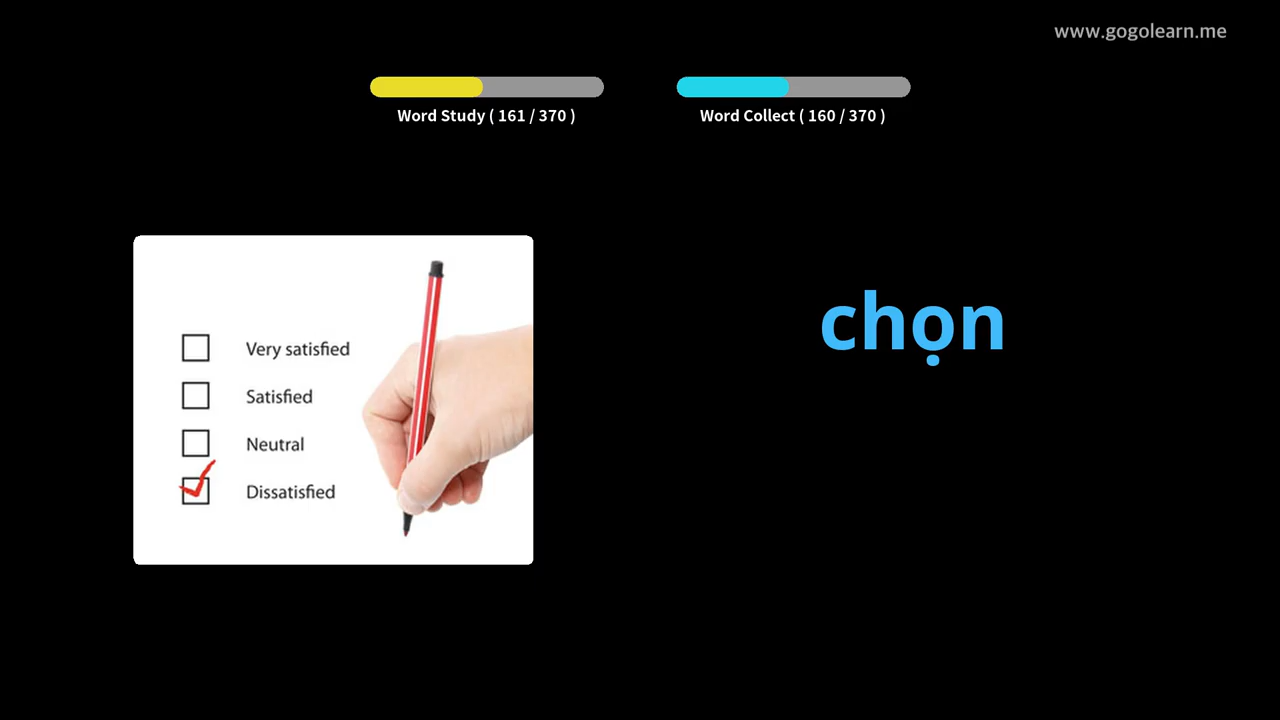 www.gogolearn.me
Word Study ( 161 / 370 )
Word Collect ( 160 / 370 )
chọn
Very satisfied
Satisfied
Neutral
Dissatisfied